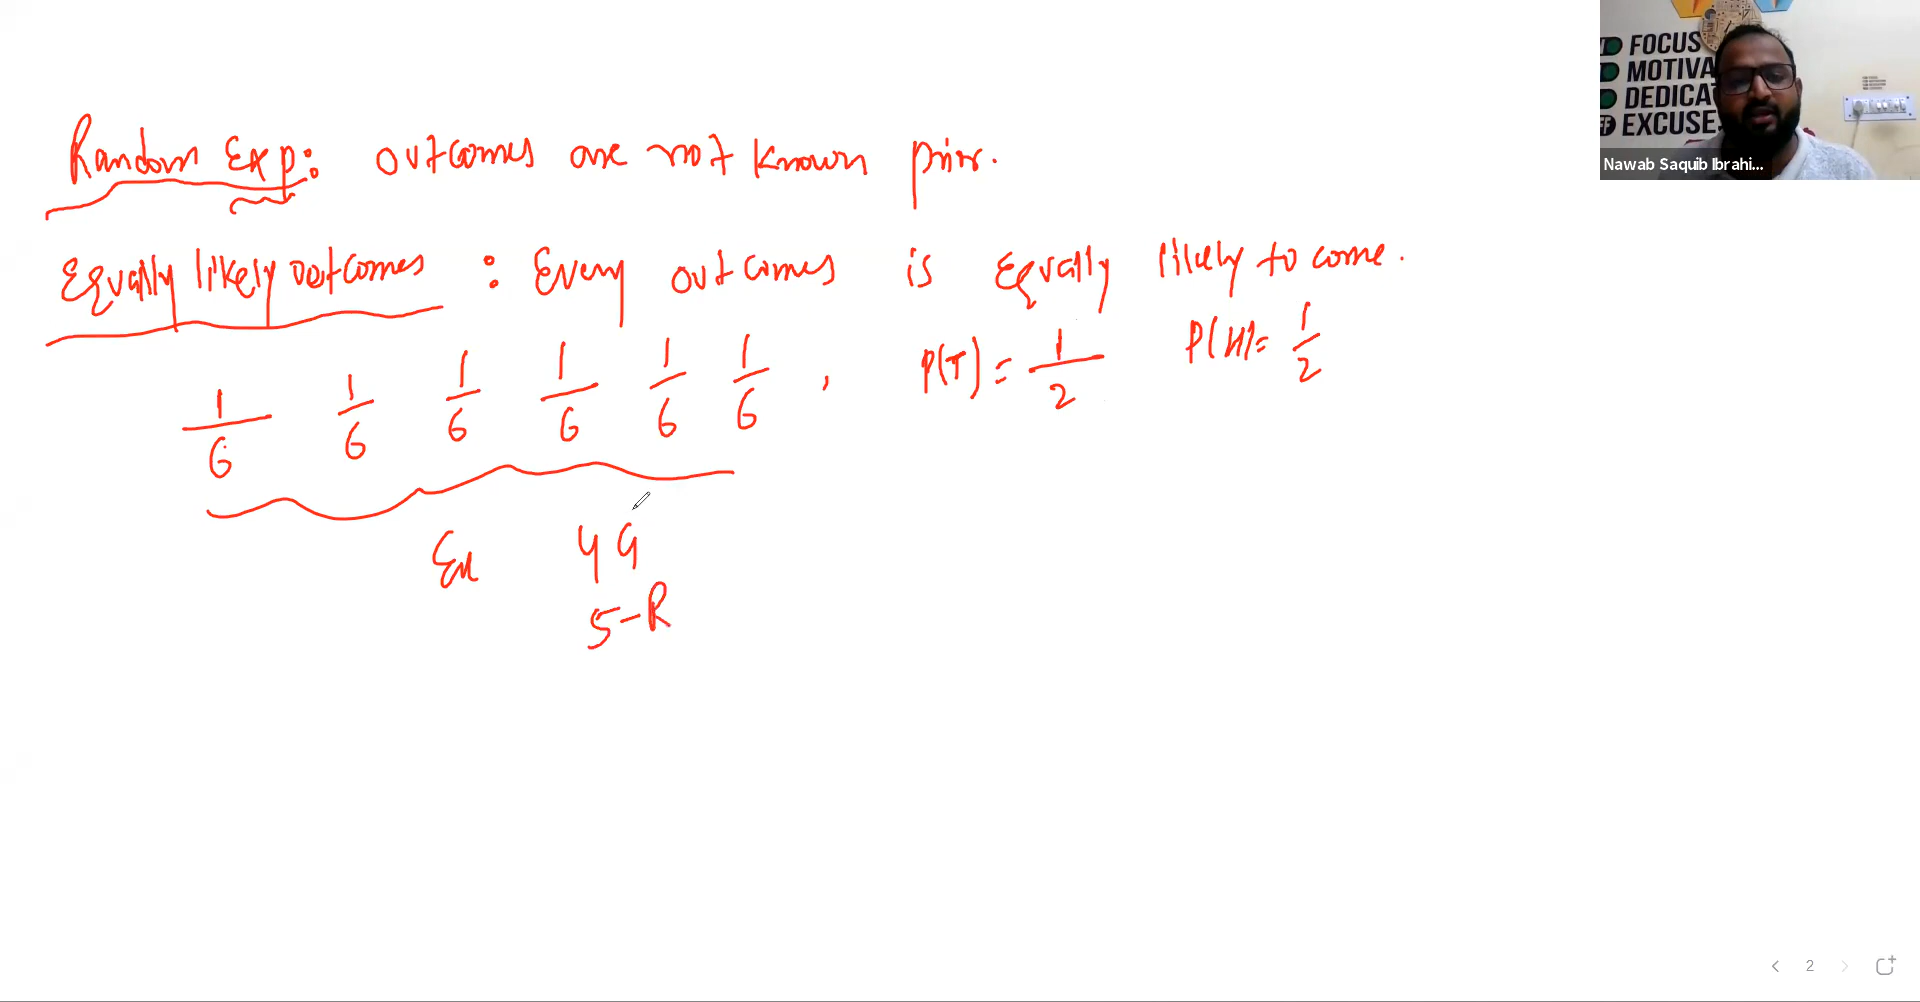 Random Exp: outcomes are not known prior.
Equally likely outcomes : Every outcomes is Equally likely to come.
1/6 1/6 1/6 1/6 1/6 1/6 , P(T) = 1/2 P(H) = 1/2
Ex 4 G
5-R
FOCUS
MOTIVA
DEDICA
FF EXCUSE
Nawab Saquib Ibrahi...
2